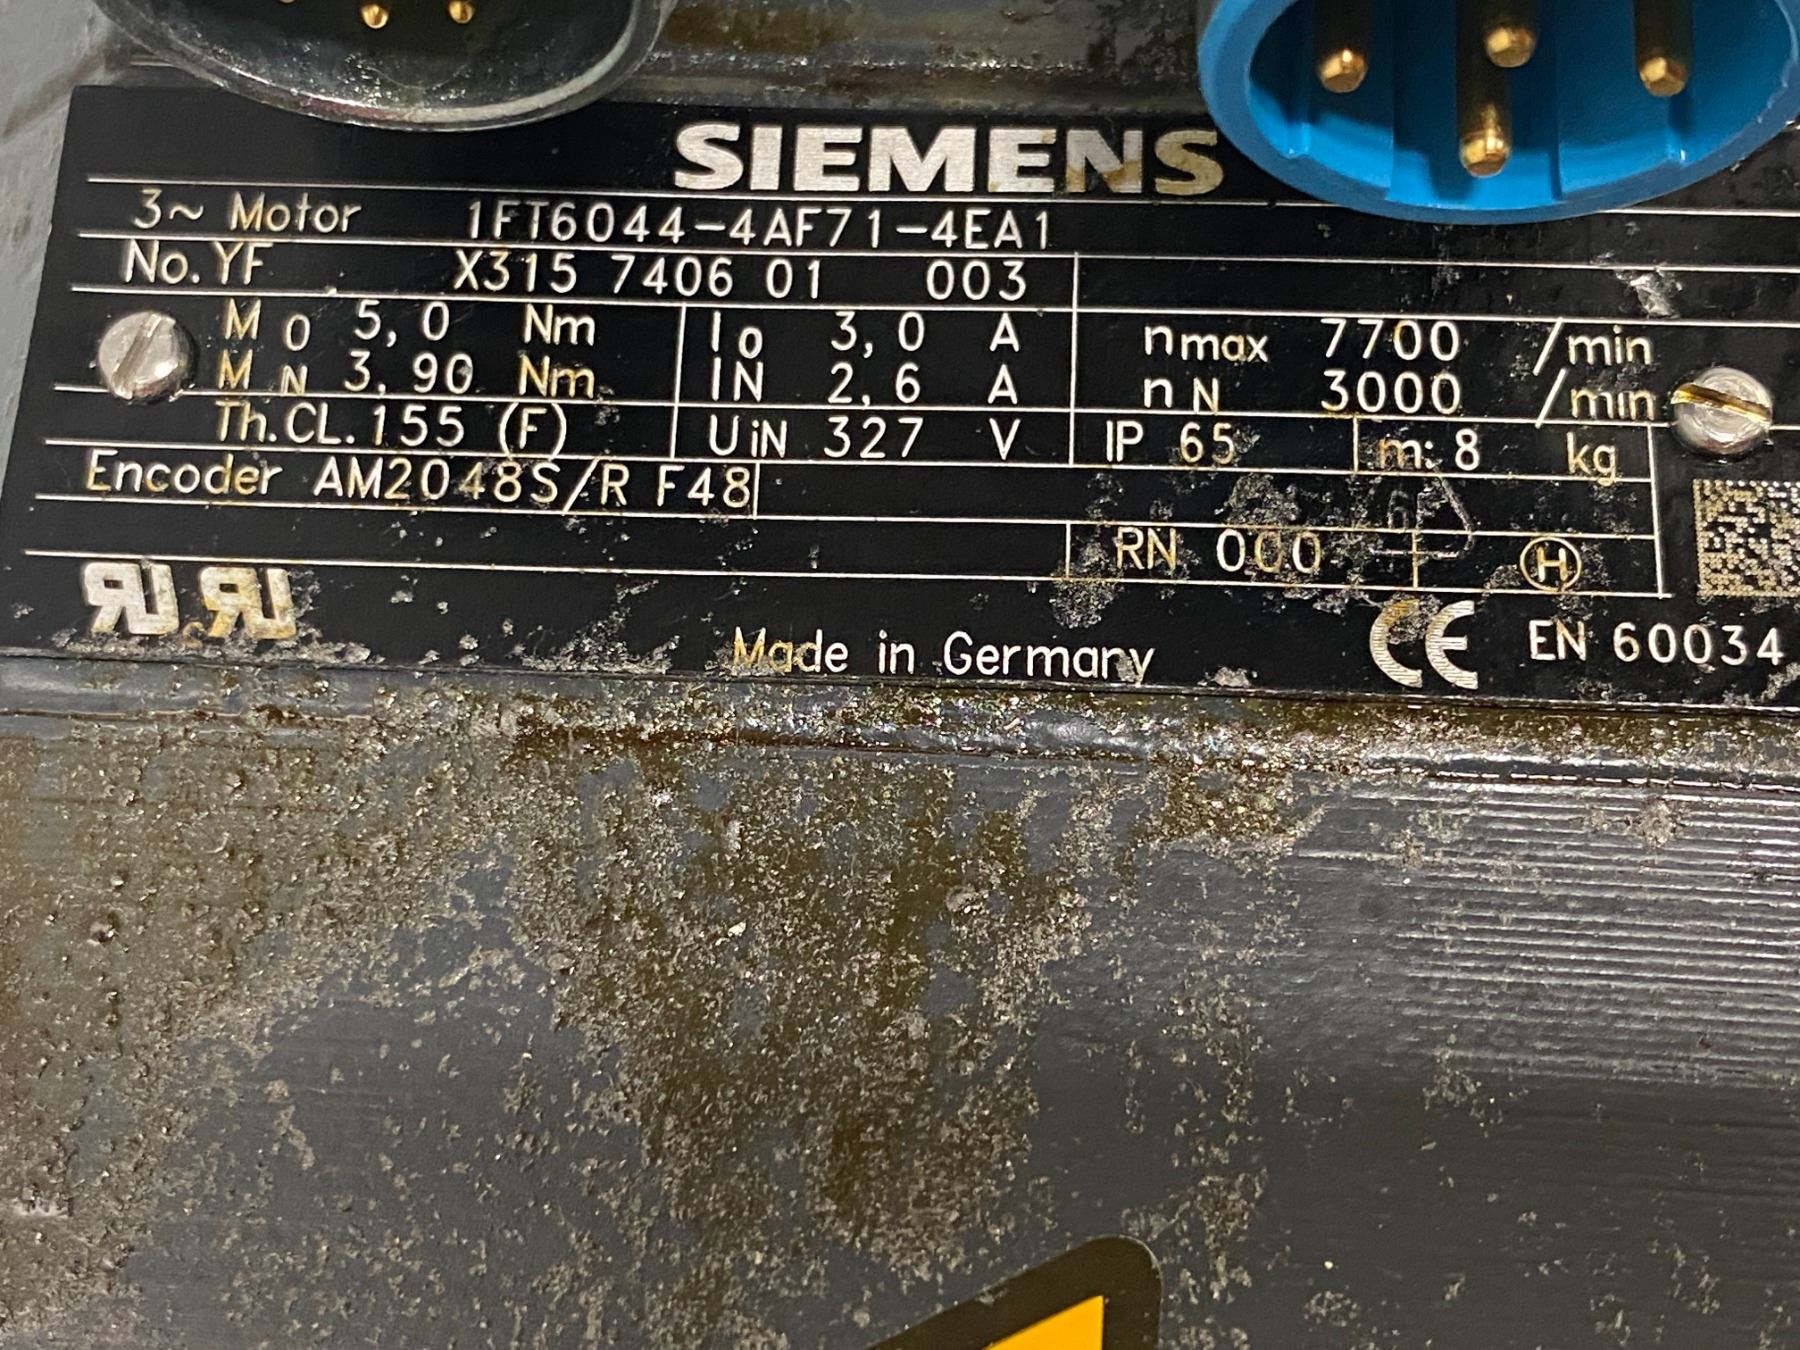 SIEMENS
3~ Motor 1FT6044-4AF71-4EA1
No. YF X315 7406 01 003
M0 5,0 Nm I0 3,0 A nmax 7700 /min
MN 3,90 Nm IN 2,6 A nN 3000 /min
Th.CL.155 (F) UiN 327 V IP 65 m: 8 kg
Encoder AM2048S/R F48
RN 000 H
Made in Germany CE EN 60034